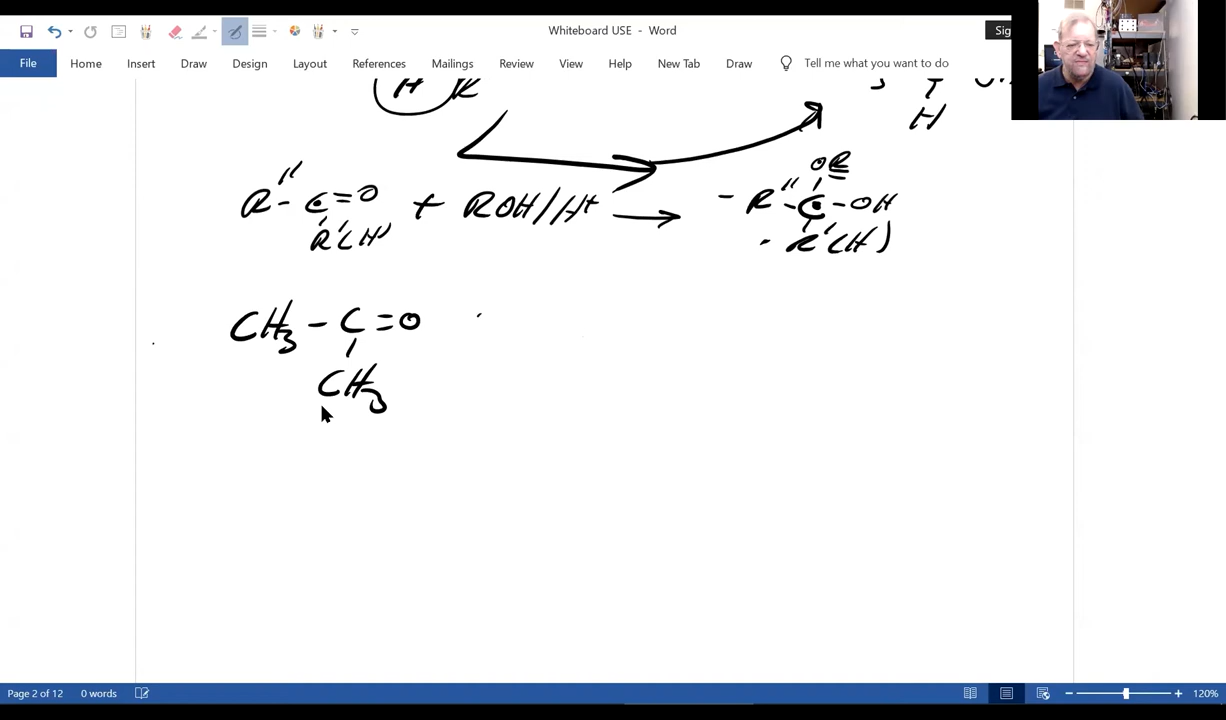 Whiteboard USE - Word
File Home Insert Draw Design Layout References Mailings Review View Help New Tab Draw Tell me what you want to do
H R
H
OR
R'' - C = O + ROH/H+ → - R'' - C - OH
R'(H) - R'(H)
CH3 - C = O
CH3
Page 2 of 12 0 words 120%